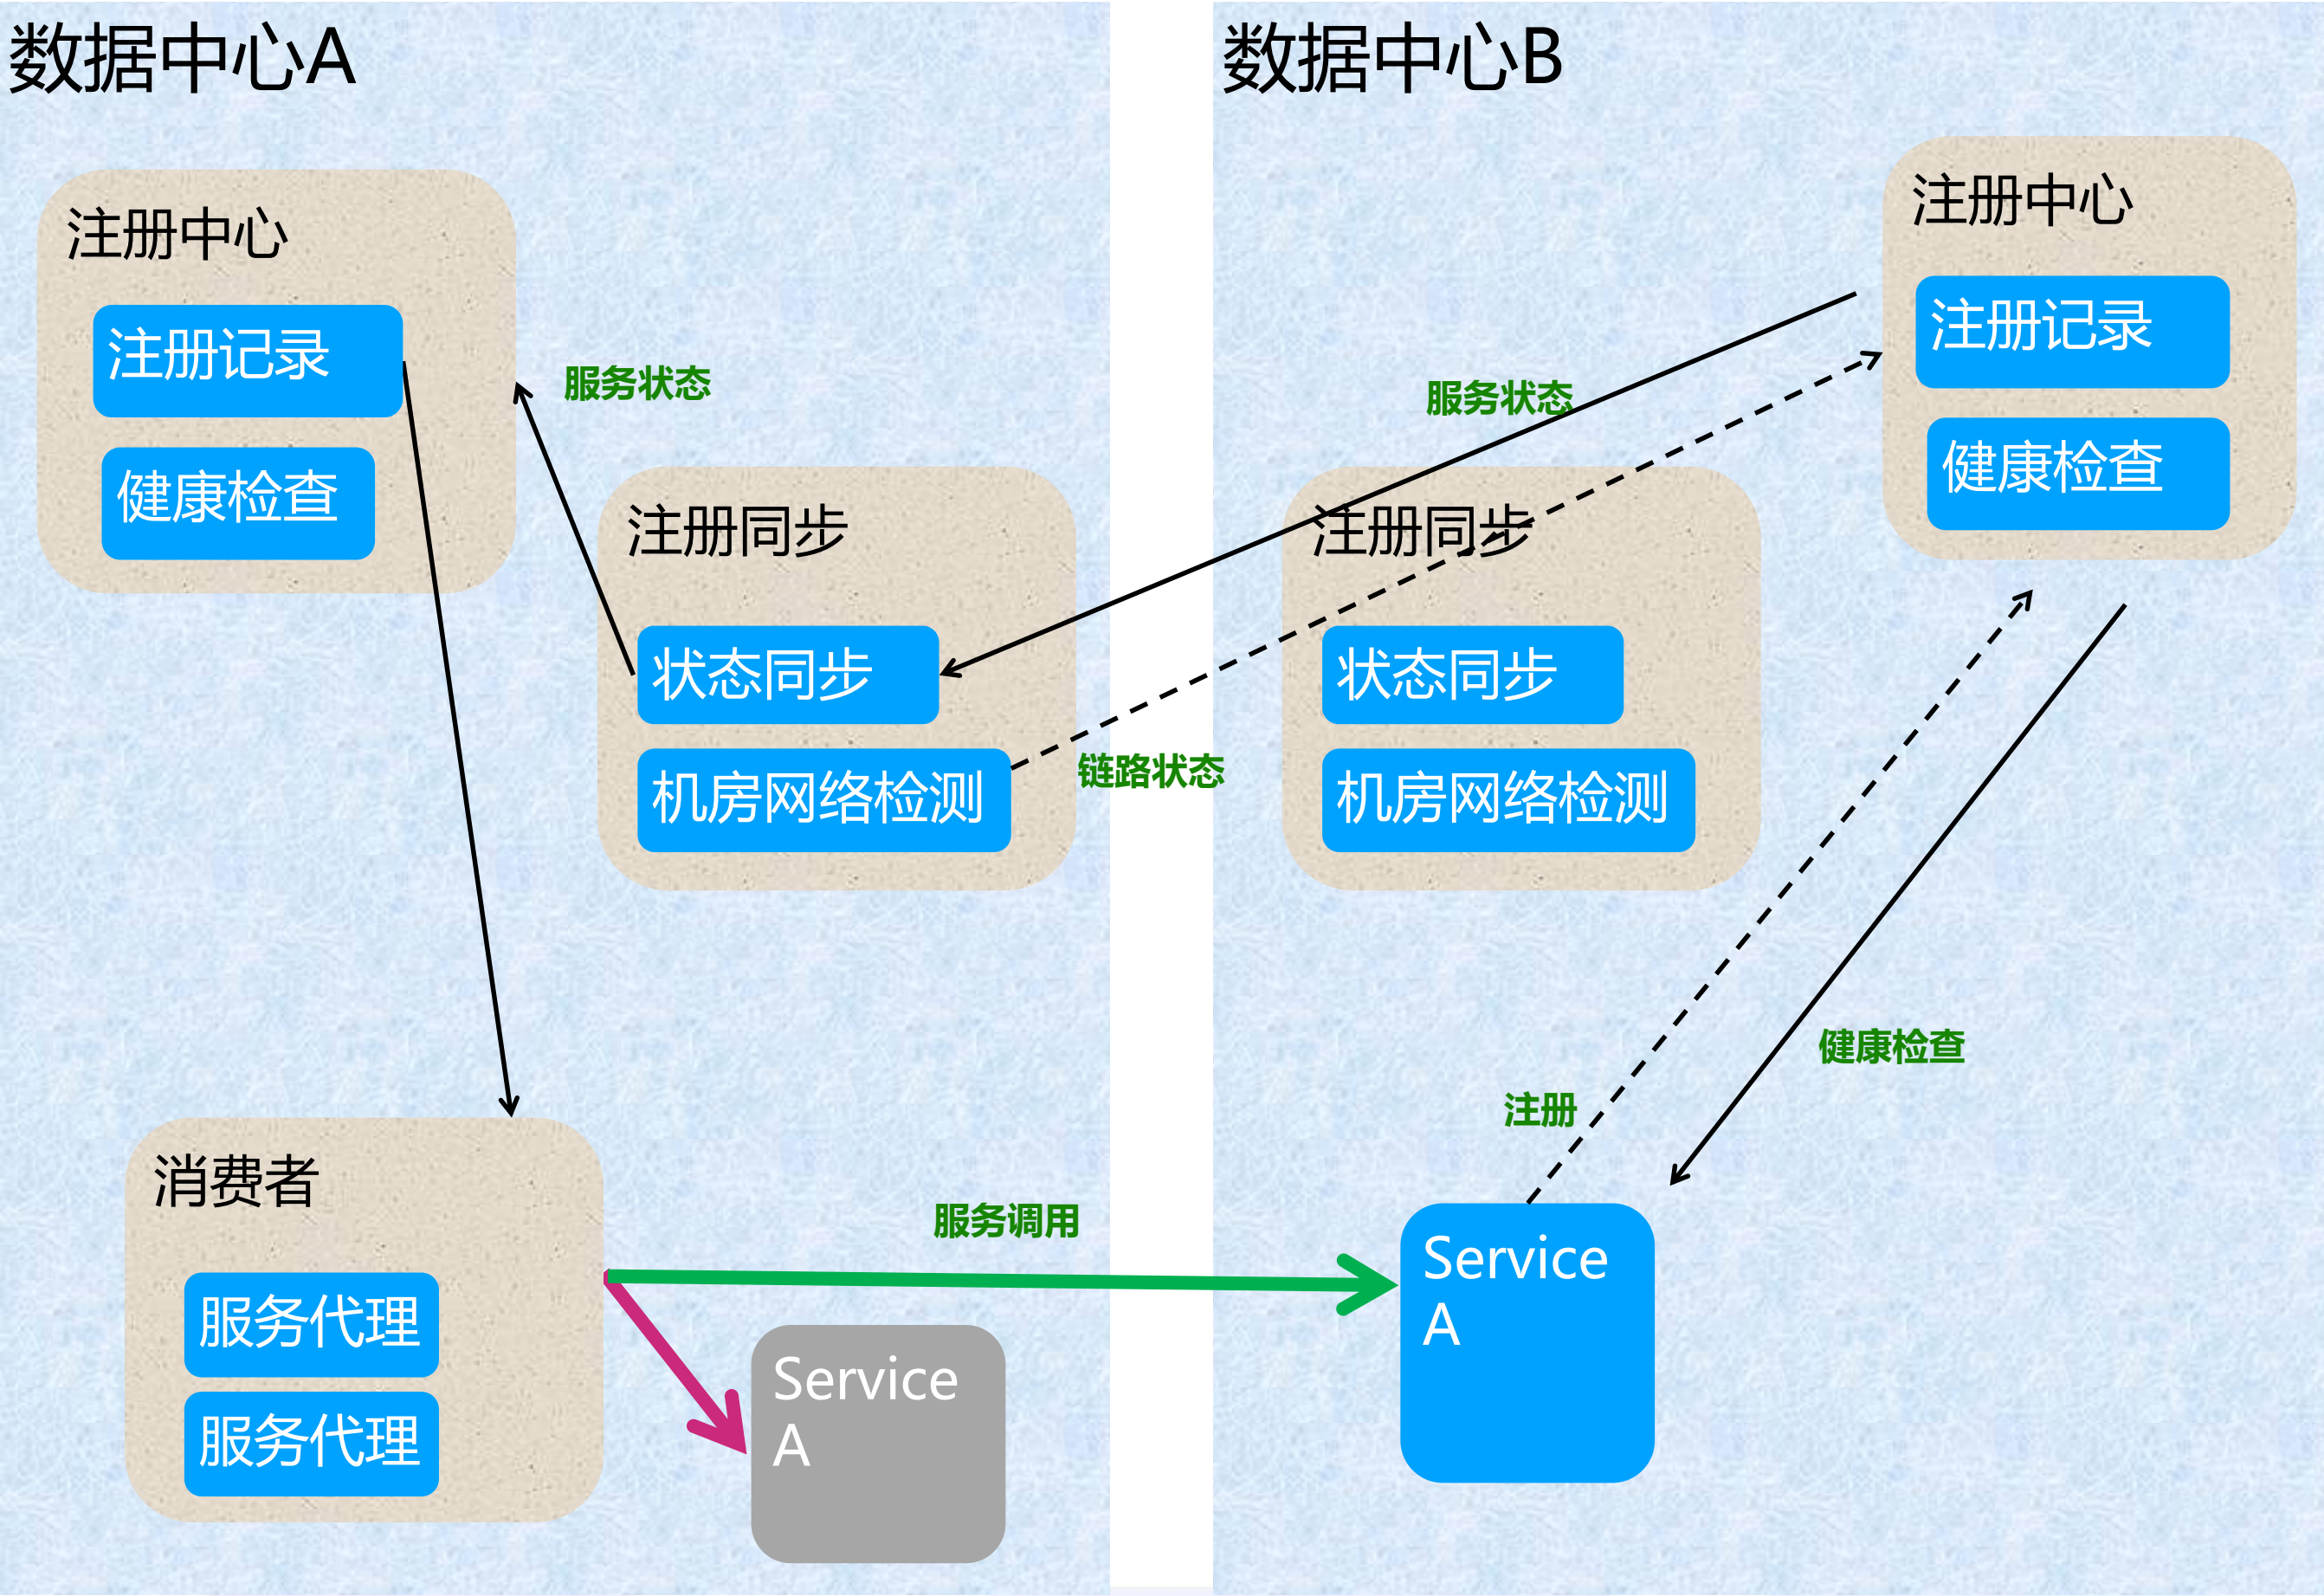 数据中心A
注册中心
注册记录
健康检查
服务状态
注册同步
状态同步
机房网络检测
链路状态
消费者
服务代理
服务代理
服务调用
Service
A
数据中心B
注册中心
注册记录
健康检查
服务状态
注册同步
状态同步
机房网络检测
健康检查
注册
Service
A